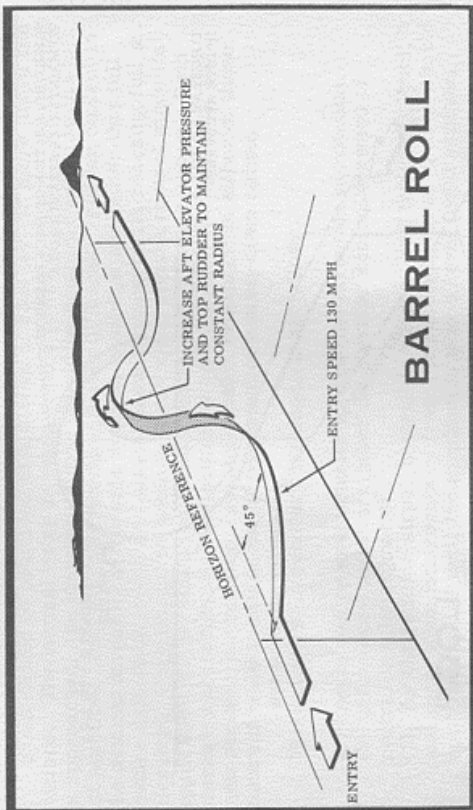 INCREASE AFT ELEVATOR PRESSURE
AND TOP RUDDER TO MAINTAIN
CONSTANT RADIUS
HORIZON REFERENCE
45°
ENTRY SPEED 130 MPH
ENTRY
BARREL ROLL